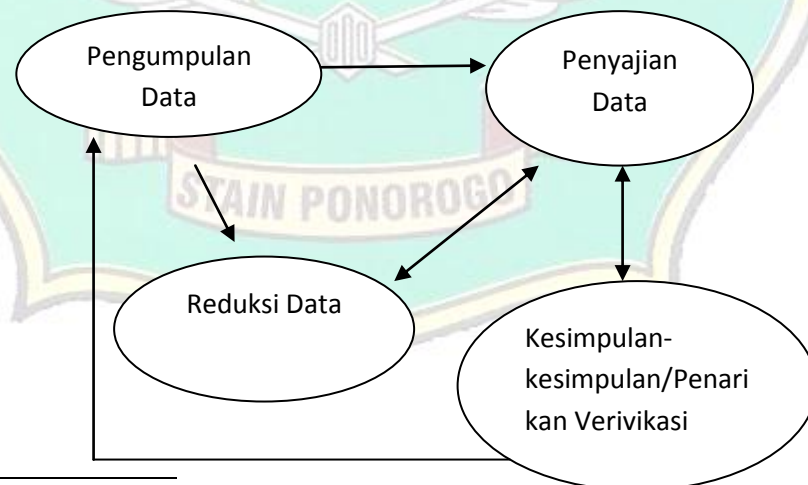 Pengumpulan
Data
Penyajian
Data
STAIN PONOROGO
Reduksi Data
Kesimpulan-
kesimpulan/Penari
kan Verivikasi